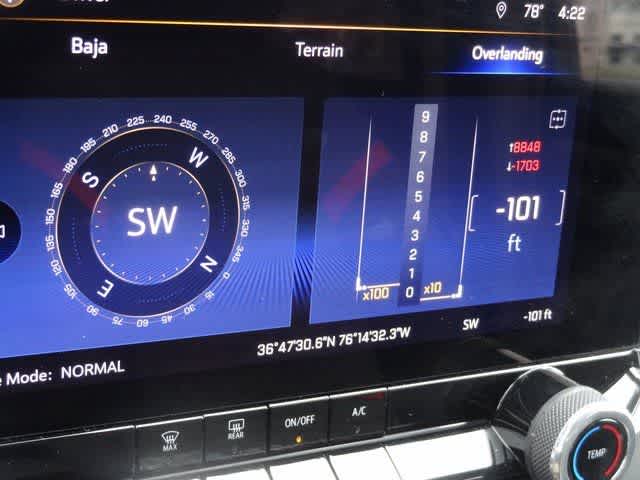 78° 4:22
Baja Terrain Overlanding
SW
S W N E
0 15 30 45 60 75 90 105 120 135 150 165 180 195 210 225 240 255 270 285 300 315 330 345
9
8
7
6
5
4
3
2
1
0
x100 x10
↑8848
↓-1703
-101
ft
36°47'30.6"N 76°14'32.3"W SW -101 ft
Mode: NORMAL
MAX
REAR
ON/OFF
A/C
TEMP